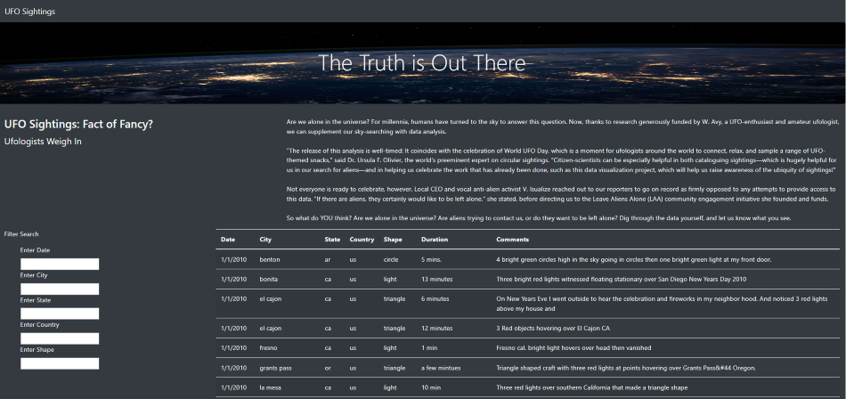 UFO Sightings
The Truth is Out There
UFO Sightings: Fact of Fancy?
Ufologists Weigh In
Are we alone in the universe? For millennia, humans have turned to the sky to answer this question. Now, thanks to research generously funded by W. Avy, a UFO-enthusiast and amateur ufologist,
we can supplement our sky-searching with data analysis.
"The release of this analysis is well-timed: It coincides with the celebration of World UFO Day, which is a moment for ufologists around the world to connect, relax, and sample a range of UFO-
themed snacks," said Dr. Ursula F. Olivier, the world's preeminent expert on circular sightings. "Citizen-scientists can be especially helpful in both cataloguing sightings—which is hugely helpful for
us in our search for aliens—and in helping us celebrate the work that has already been done, such as this data visualization project, which will help us raise awareness of the ubiquity of sightings!"
Not everyone is ready to celebrate, however. Local CEO and vocal anti-alien activist V. Isualize reached out to our reporters to go on record as firmly opposed to any attempts to provide access to
this data. "If there are aliens, they certainly would like to be left alone," she stated, before directing us to the Leave Aliens Alone (LAA) community engagement initiative she founded and funds.
So what do YOU think? Are we alone in the universe? Are aliens trying to contact us, or do they want to be left alone? Dig through the data yourself, and let us know what you see.
Filter Search
Enter Date
Enter City
Enter State
Enter Country
Enter Shape
Date City State Country Shape Duration Comments
1/1/2010 benton ar us circle 5 mins. 4 bright green circles high in the sky going in circles then one bright green light at my front door.
1/1/2010 bonita ca us light 13 minutes Three bright red lights witnessed floating stationary over San Diego New Years Day 2010
1/1/2010 el cajon ca us triangle 6 minutes On New Years Eve I went outside to hear the celebration and fireworks in my neighbor hood. And noticed 3 red lights
above my house and
1/1/2010 el cajon ca us triangle 12 minutes 3 Red objects hovering over El Cajon CA
1/1/2010 fresno ca us light 1 min Fresno cal. bright light hovers over head then vanished
1/1/2010 grants pass or us triangle a few mintues Triangle shaped craft with three red lights at points hovering over Grants Pass&#44 Oregon.
1/1/2010 la mesa ca us light 10 min Three red lights over southern California that made a triangle shape